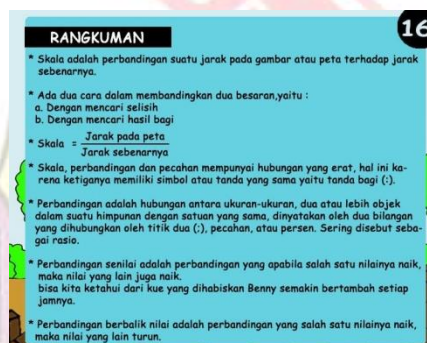 16
RANGKUMAN
* Skala adalah perbandingan suatu jarak pada gambar atau peta terhadap jarak
sebenarnya.
* Ada dua cara dalam membandingkan dua besaran,yaitu :
a. Dengan mencari selisih
b. Dengan mencari hasil bagi
* Skala = Jarak pada peta
Jarak sebenarnya
* Skala, perbandingan dan pecahan mempunyai hubungan yang erat, hal ini ka-
rena ketiganya memiliki simbol atau tanda yang sama yaitu tanda bagi (:).
* Perbandingan adalah hubungan antara ukuran-ukuran, dua atau lebih objek
dalam suatu himpunan dengan satuan yang sama, dinyatakan oleh dua bilangan
yang dihubungkan oleh titik dua (:), pecahan, atau persen. Sering disebut seba-
gai rasio.
* Perbandingan senilai adalah perbandingan yang apabila salah satu nilainya naik,
maka nilai yang lain juga naik.
bisa kita ketahui dari kue yang dihabiskan Benny semakin bertambah setiap
jamnya.
* Perbandingan berbalik nilai adalah perbandingan yang salah satu nilainya naik,
maka nilai yang lain turun.